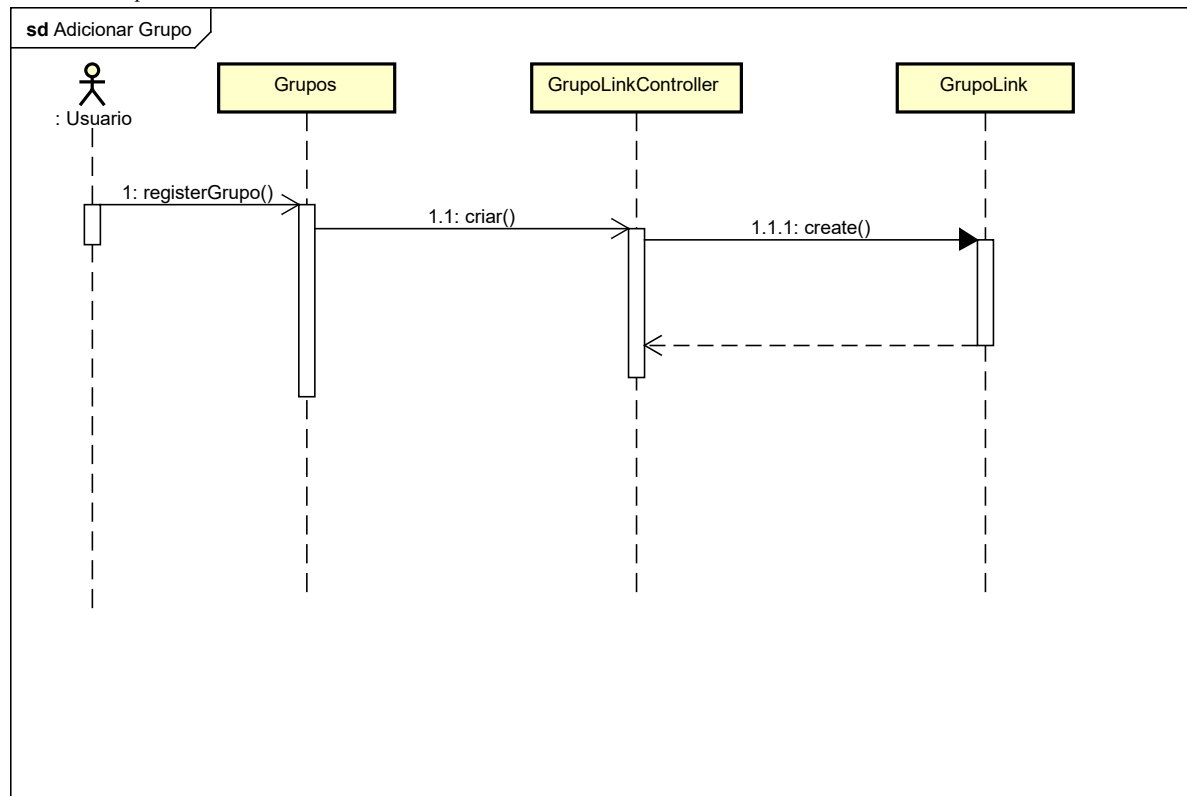 sd Adicionar Grupo
: Usuario
Grupos
GrupoLinkController
GrupoLink
1: registerGrupo()
1.1: criar()
1.1.1: create()